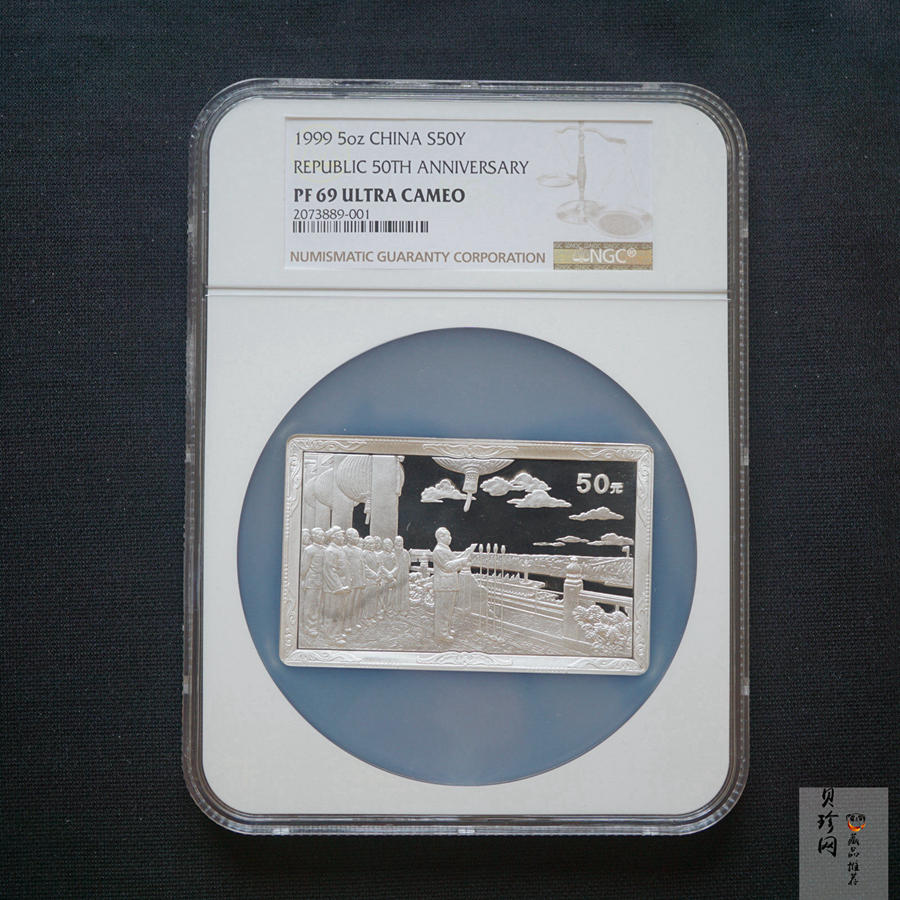 1999 5oz CHINA S50Y
REPUBLIC 50TH ANNIVERSARY
PF 69 ULTRA CAMEO
2073889-001
NUMISMATIC GUARANTY CORPORATION
NGC®
50元
贝珍网
藏品推荐